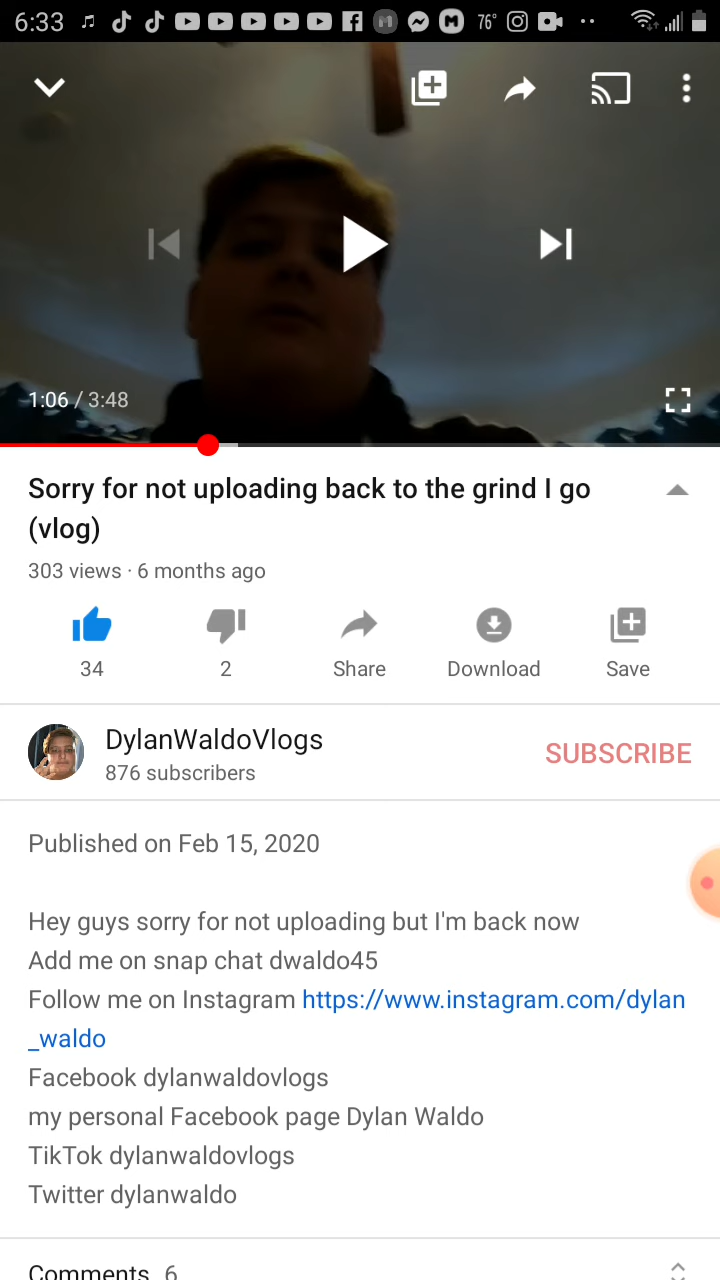 6:33
76°
1:06 / 3:48
Sorry for not uploading back to the grind I go
(vlog)
303 views · 6 months ago
34
2
Share
Download
Save
DylanWaldoVlogs
876 subscribers
SUBSCRIBE
Published on Feb 15, 2020
Hey guys sorry for not uploading but I'm back now
Add me on snap chat dwaldo45
Follow me on Instagram https://www.instagram.com/dylan
_waldo
Facebook dylanwaldovlogs
my personal Facebook page Dylan Waldo
TikTok dylanwaldovlogs
Twitter dylanwaldo
Comments 6